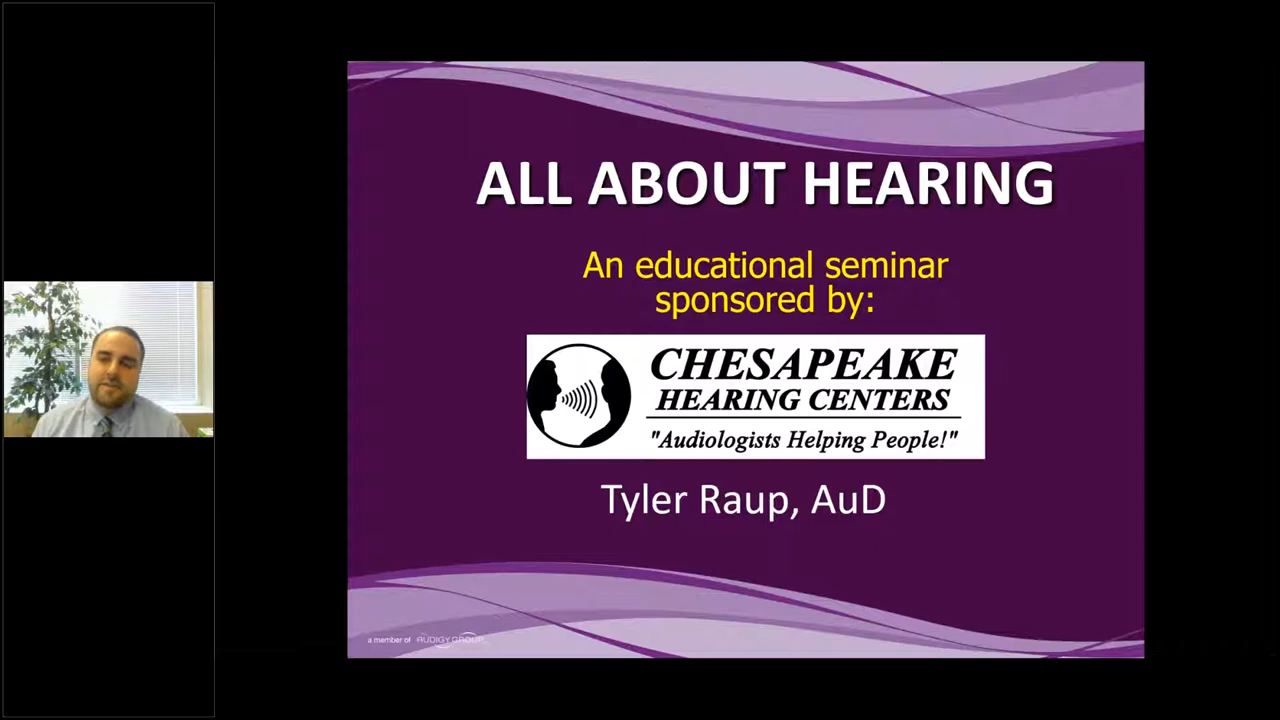 ALL ABOUT HEARING
An educational seminar
sponsored by:
CHESAPEAKE
HEARING CENTERS
"Audiologists Helping People!"
Tyler Raup, AuD
a member of AUDIGY GROUP